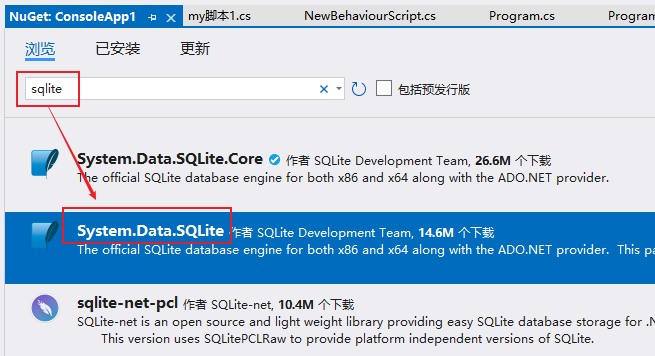 NuGet: ConsoleApp1 my脚本1.cs NewBehaviourScript.cs Program.cs Program
浏览 已安装 更新
sqlite 包括预发行版
System.Data.SQLite.Core 作者 SQLite Development Team, 26.6M 个下载
The official SQLite database engine for both x86 and x64 along with the ADO.NET provider.
System.Data.SQLite 作者 SQLite Development Team, 14.6M 个下载
The official SQLite database engine for both x86 and x64 along with the ADO.NET provider. This pa
sqlite-net-pcl 作者 SQLite-net, 10.4M 个下载
SQLite-net is an open source and light weight library providing easy SQLite database storage for .N
This version uses SQLitePCLRaw to provide platform independent versions of SQLite.